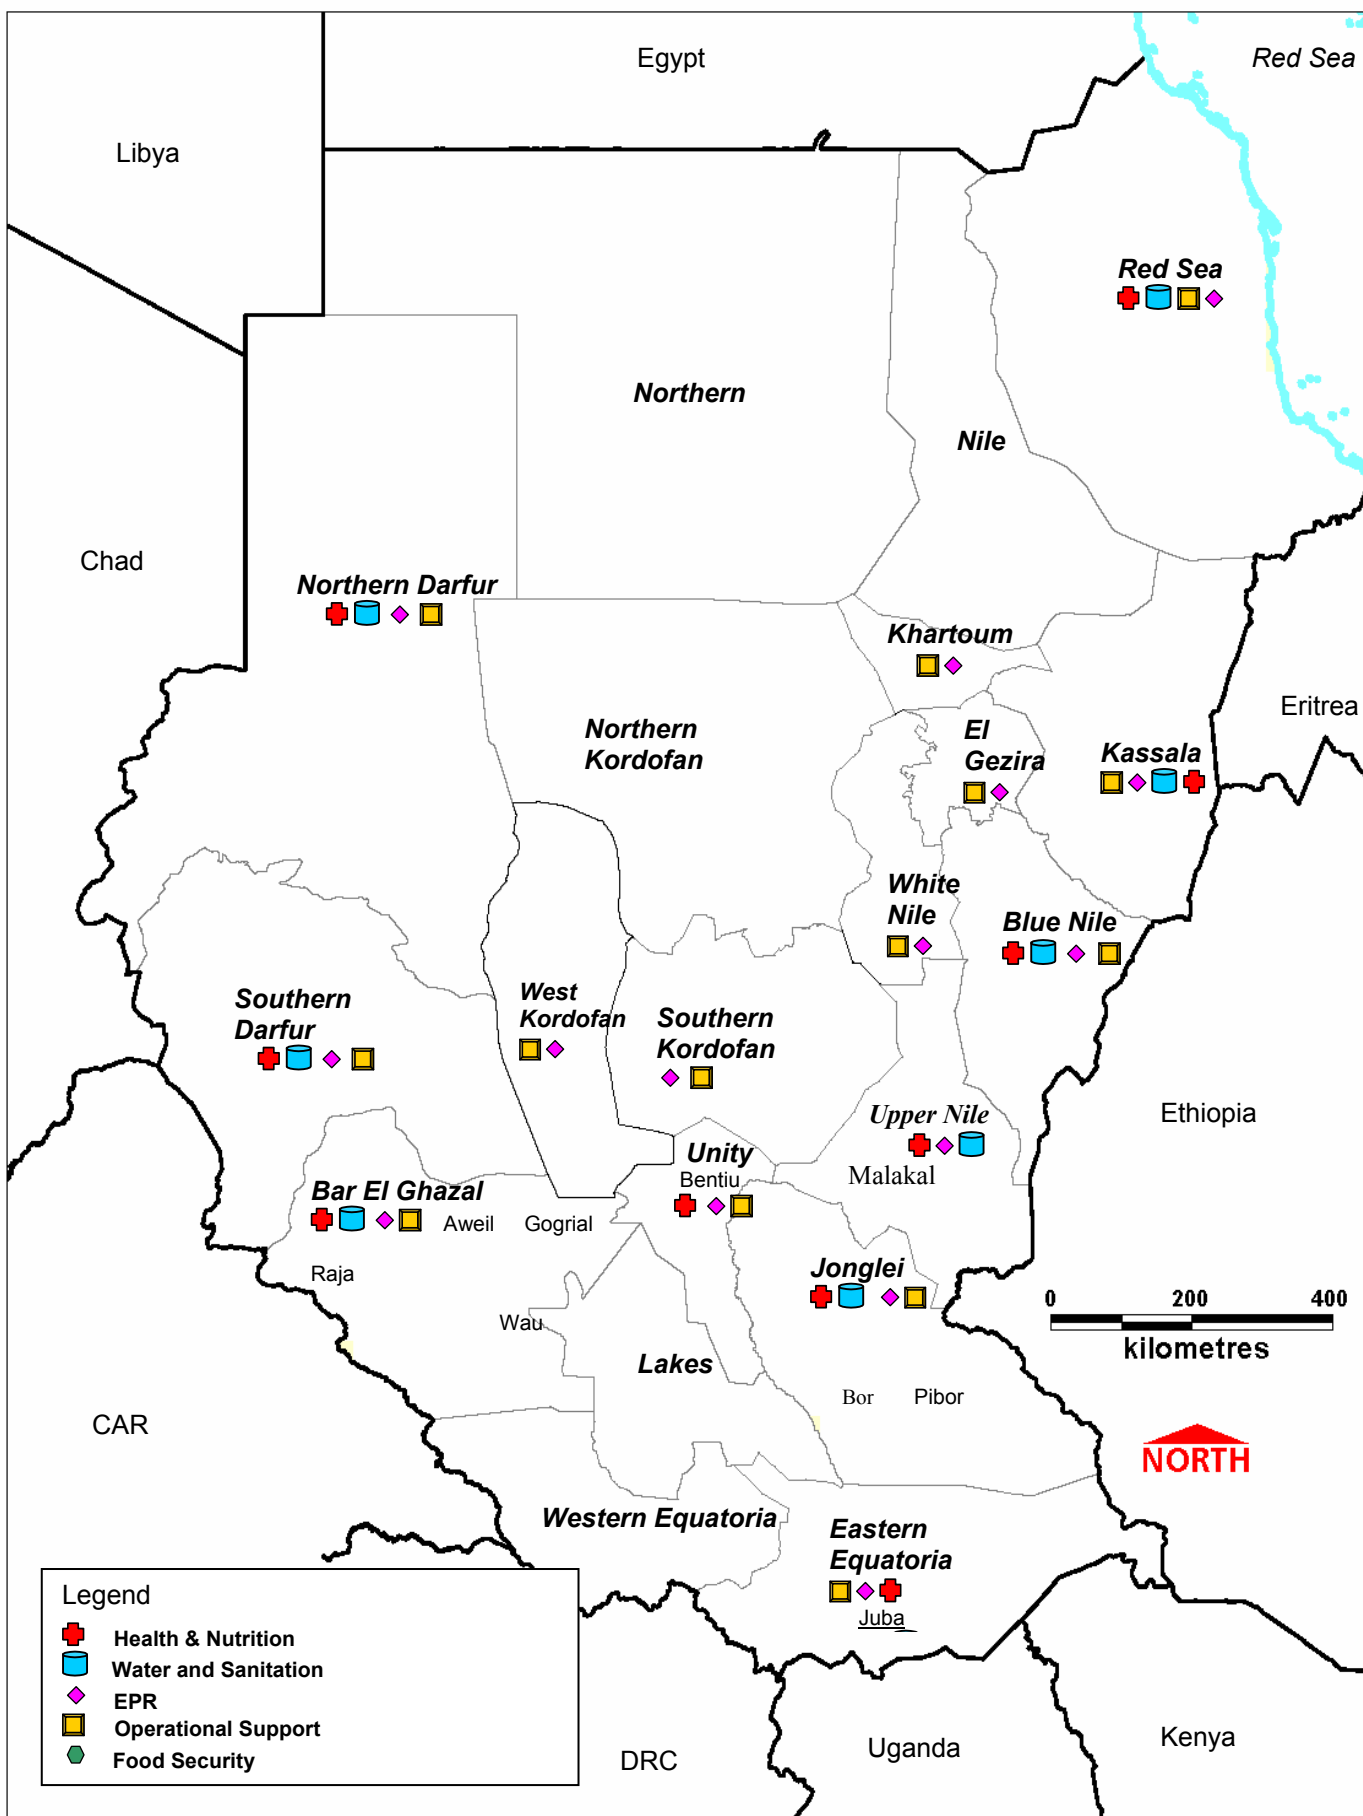 Egypt
Red Sea
Libya
Red Sea
Northern
Nile
Chad
Northern Darfur
Khartoum
Eritrea
Northern
Kordofan
El
Gezira
Kassala
White
Nile
Blue Nile
Southern
Darfur
West
Kordofan
Southern
Kordofan
Upper Nile
Ethiopia
Malakal
Unity
Bentiu
Bar El Ghazal
Aweil
Gogrial
Raja
Jonglei
0 200 400
kilometres
Wau
Lakes
Bor
Pibor
CAR
NORTH
Western Equatoria
Eastern
Equatoria
Juba
Legend
Health & Nutrition
Water and Sanitation
EPR
Operational Support
Food Security
DRC
Uganda
Kenya